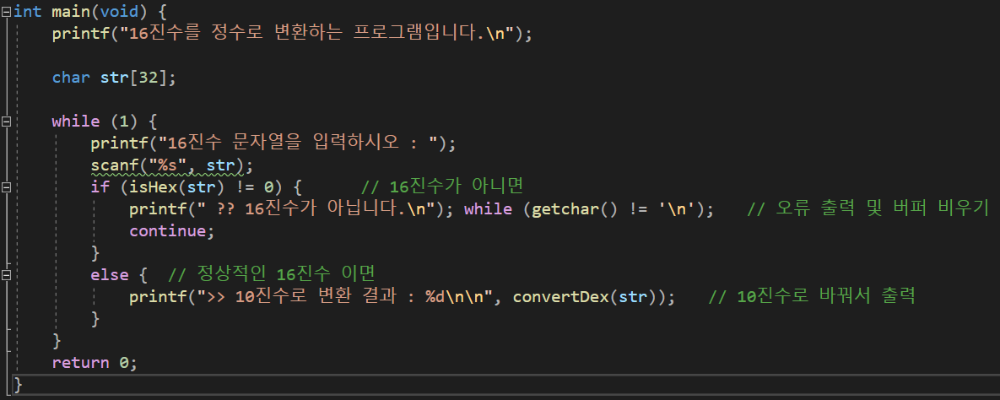 int main(void) {
printf("16진수를 정수로 변환하는 프로그램입니다.\n");
char str[32];
while (1) {
printf("16진수 문자열을 입력하시오 : ");
scanf("%s", str);
if (isHex(str) != 0) { // 16진수가 아니면
printf(" ?? 16진수가 아닙니다.\n"); while (getchar() != '\n'); // 오류 출력 및 버퍼 비우기
continue;
}
else { // 정상적인 16진수 이면
printf(">> 10진수로 변환 결과 : %d\n\n", convertDex(str)); // 10진수로 바꿔서 출력
}
}
return 0;
}